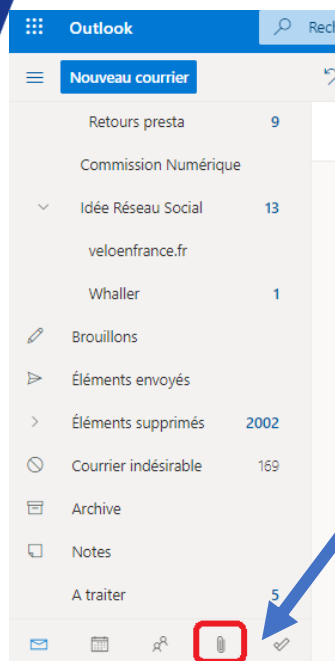 Outlook
Rech
Nouveau courrier
Retours presta 9
Commission Numérique
Idée Réseau Social 13
veloenfrance.fr
Whaller 1
Brouillons
Éléments envoyés
Éléments supprimés 2002
Courrier indésirable 169
Archive
Notes
A traiter 5